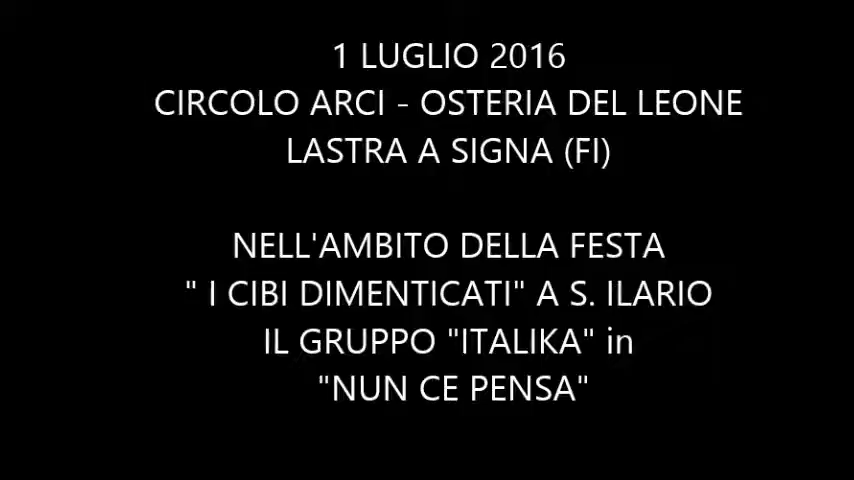 1 LUGLIO 2016
CIRCOLO ARCI - OSTERIA DEL LEONE
LASTRA A SIGNA (FI)
NELL'AMBITO DELLA FESTA
" I CIBI DIMENTICATI" A S. ILARIO
IL GRUPPO "ITALIKA" in
"NUN CE PENSA"